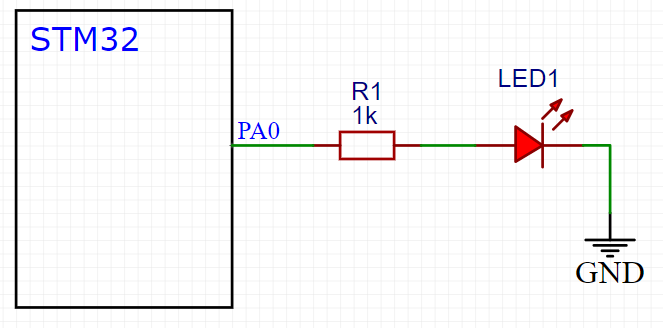 STM32
PA0
R1
1k
LED1
GND